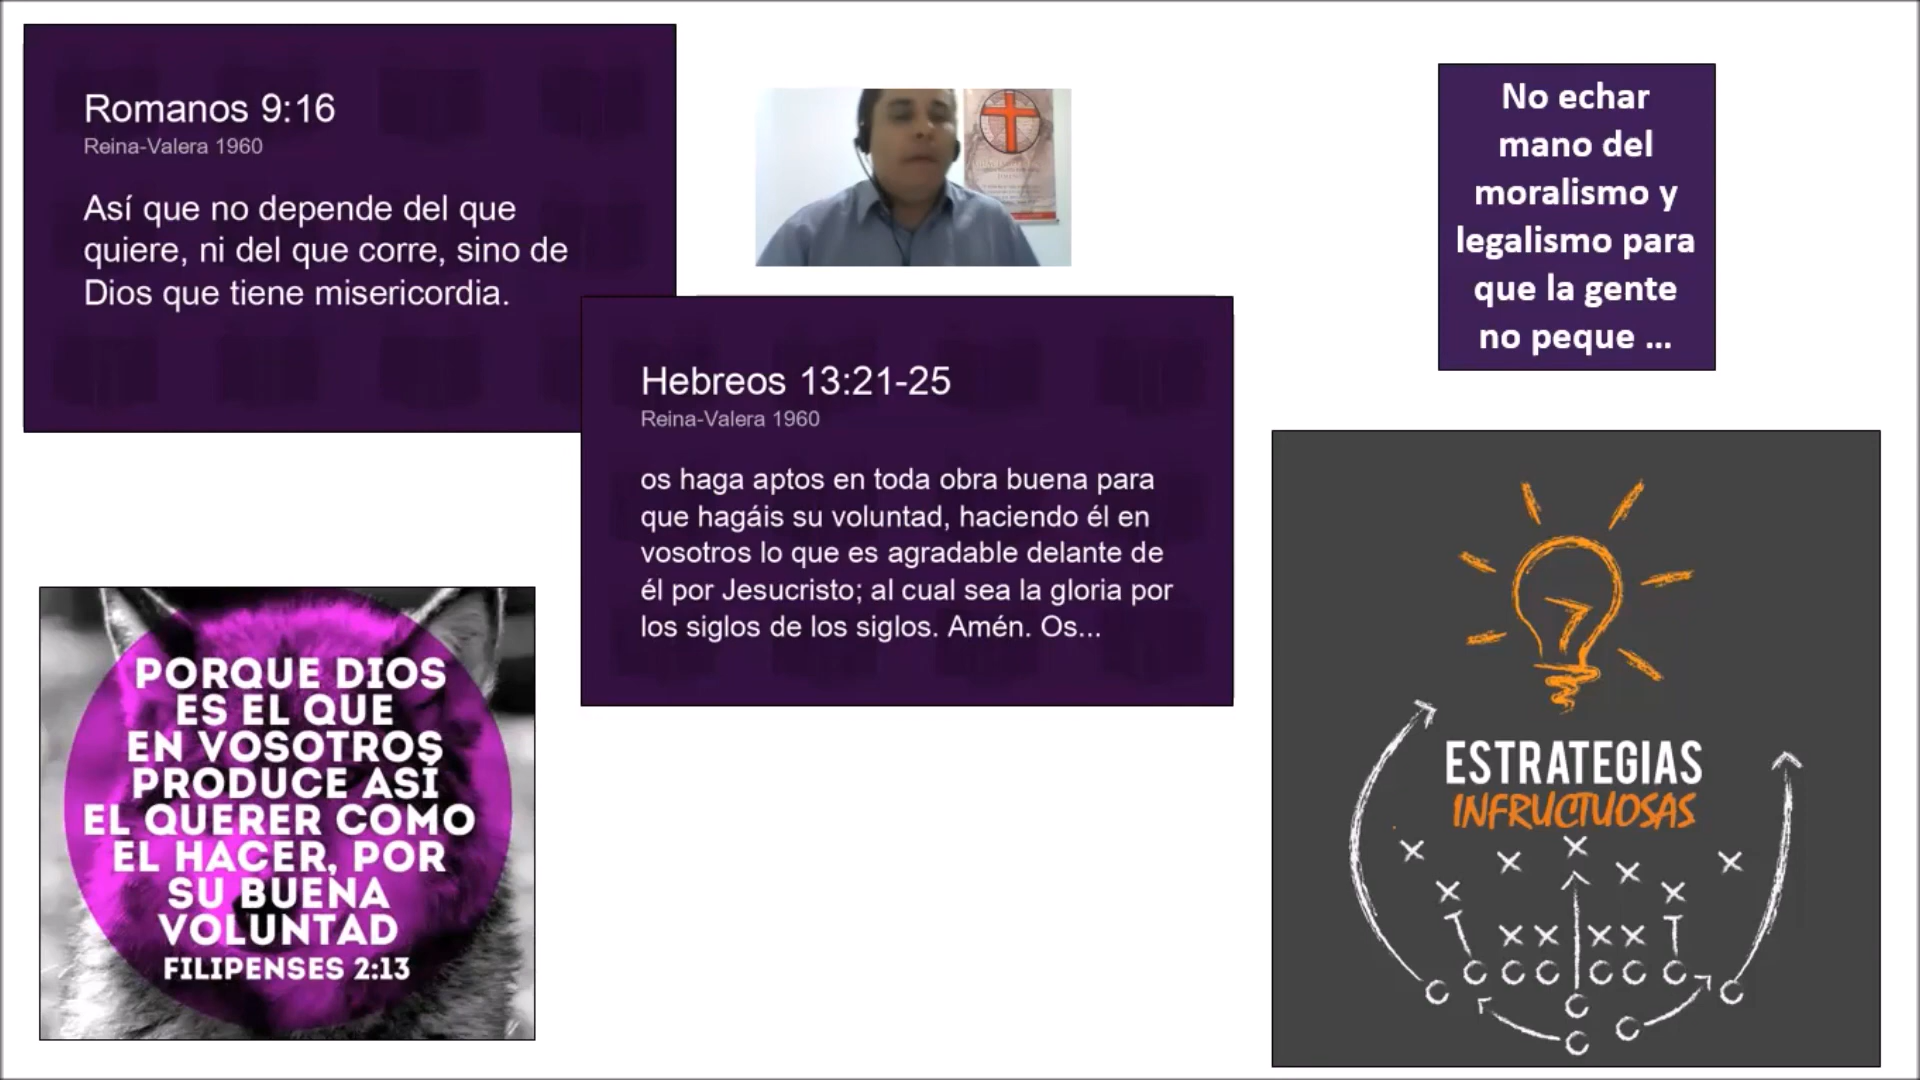 Romanos 9:16
Reina-Valera 1960
Así que no depende del que
quiere, ni del que corre, sino de
Dios que tiene misericordia.
Hebreos 13:21-25
Reina-Valera 1960
os haga aptos en toda obra buena para
que hagáis su voluntad, haciendo él en
vosotros lo que es agradable delante de
él por Jesucristo; al cual sea la gloria por
los siglos de los siglos. Amén. Os...
No echar
mano del
moralismo y
legalismo para
que la gente
no peque ...
PORQUE DIOS
ES EL QUE
EN VOSOTROS
PRODUCE ASÍ
EL QUERER COMO
EL HACER, POR
SU BUENA
VOLUNTAD
FILIPENSES 2:13
7
ESTRATEGIAS
INFRUCTUOSAS